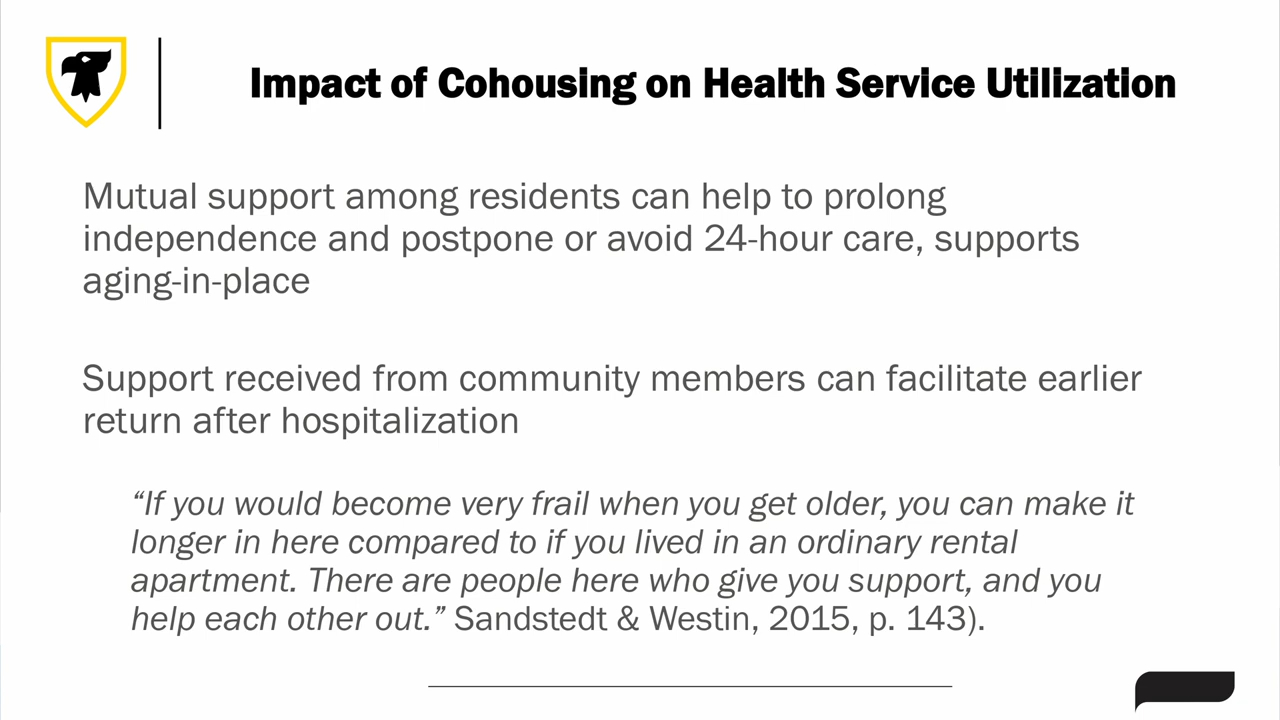 Impact of Cohousing on Health Service Utilization
Mutual support among residents can help to prolong
independence and postpone or avoid 24-hour care, supports
aging-in-place
Support received from community members can facilitate earlier
return after hospitalization
“If you would become very frail when you get older, you can make it
longer in here compared to if you lived in an ordinary rental
apartment. There are people here who give you support, and you
help each other out.” Sandstedt & Westin, 2015, p. 143).